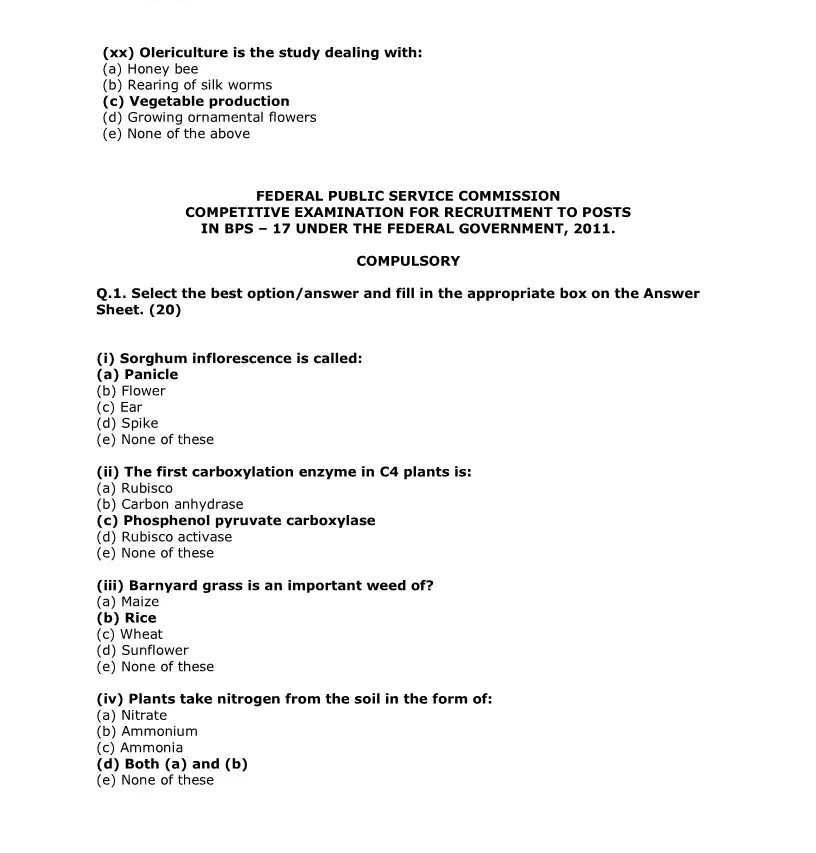 (xx) Olericulture is the study dealing with:
(a) Honey bee
(b) Rearing of silk worms
(c) Vegetable production
(d) Growing ornamental flowers
(e) None of the above
FEDERAL PUBLIC SERVICE COMMISSION
COMPETITIVE EXAMINATION FOR RECRUITMENT TO POSTS
IN BPS – 17 UNDER THE FEDERAL GOVERNMENT, 2011.
COMPULSORY
Q.1. Select the best option/answer and fill in the appropriate box on the Answer
Sheet. (20)
(i) Sorghum inflorescence is called:
(a) Panicle
(b) Flower
(c) Ear
(d) Spike
(e) None of these
(ii) The first carboxylation enzyme in C4 plants is:
(a) Rubisco
(b) Carbon anhydrase
(c) Phosphenol pyruvate carboxylase
(d) Rubisco activase
(e) None of these
(iii) Barnyard grass is an important weed of?
(a) Maize
(b) Rice
(c) Wheat
(d) Sunflower
(e) None of these
(iv) Plants take nitrogen from the soil in the form of:
(a) Nitrate
(b) Ammonium
(c) Ammonia
(d) Both (a) and (b)
(e) None of these